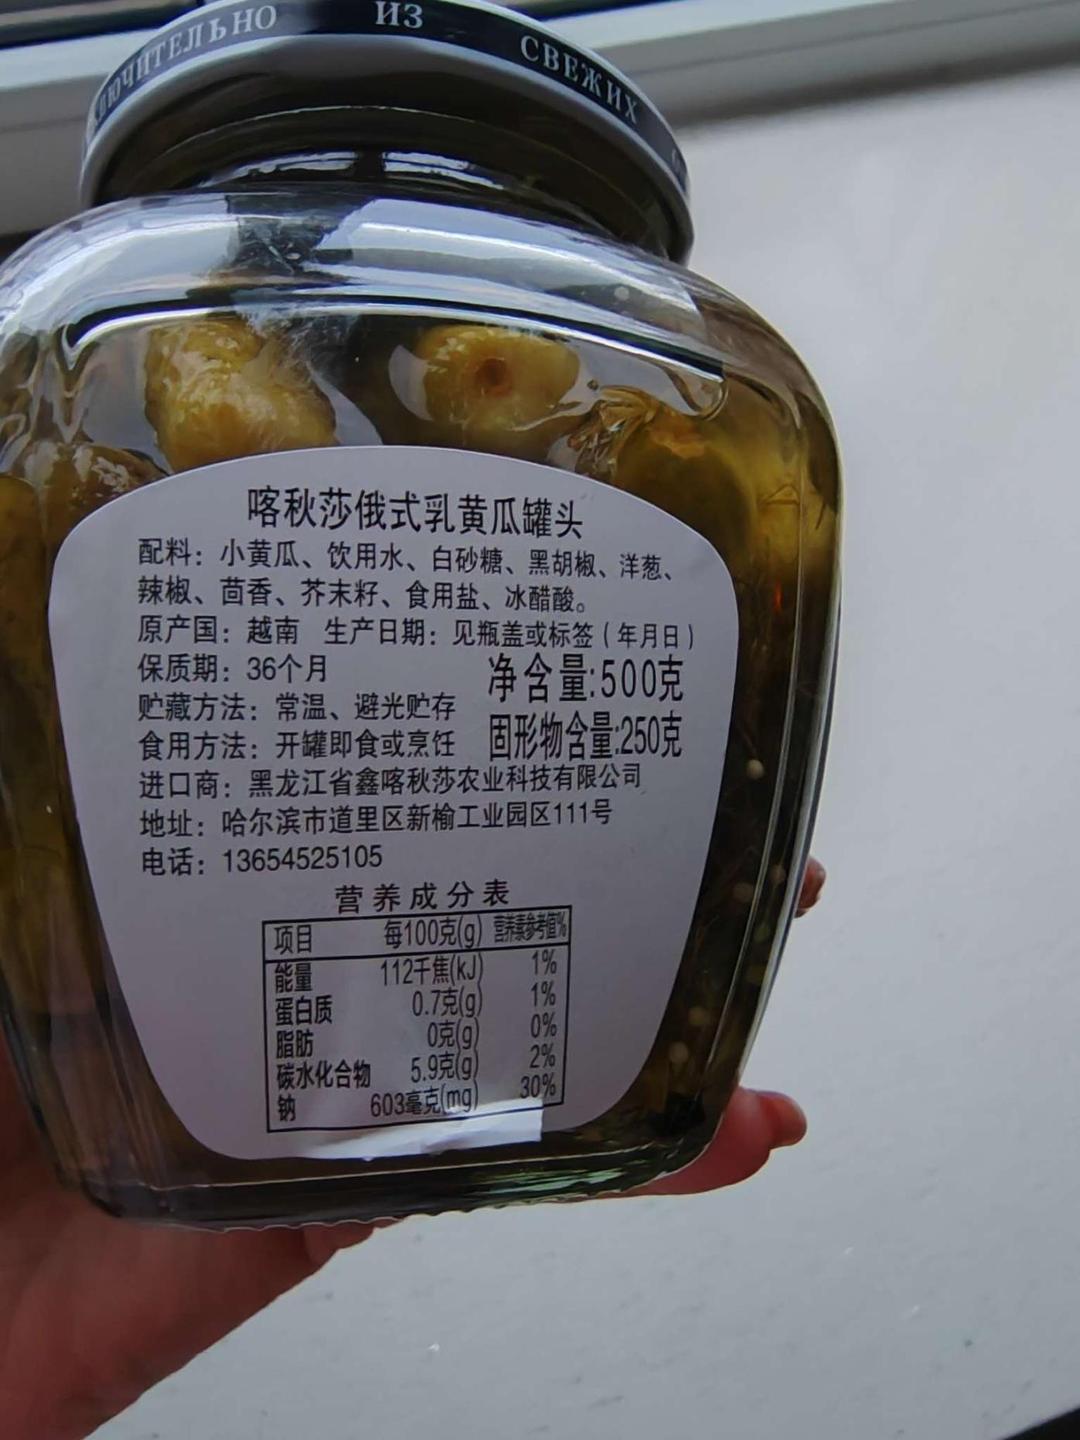 ИСКЛЮЧИТЕЛЬНО ИЗ СВЕЖИХ
喀秋莎俄式乳黄瓜罐头
配料：小黄瓜、饮用水、白砂糖、黑胡椒、洋葱、
辣椒、茴香、芥末籽、食用盐、冰醋酸。
原产国：越南 生产日期：见瓶盖或标签（年月日）
保质期：36个月
净含量:500克
贮藏方法：常温、避光贮存
固形物含量:250克
食用方法：开罐即食或烹饪
进口商：黑龙江省鑫喀秋莎农业科技有限公司
地址：哈尔滨市道里区新榆工业园区111号
电话：13654525105
营养成分表
项目 每100克(g) 营养素参考值%
能量 112千焦(kJ) 1%
蛋白质 0.7克(g) 1%
脂肪 0克(g) 0%
碳水化合物 5.9克(g) 2%
钠 603毫克(mg) 30%